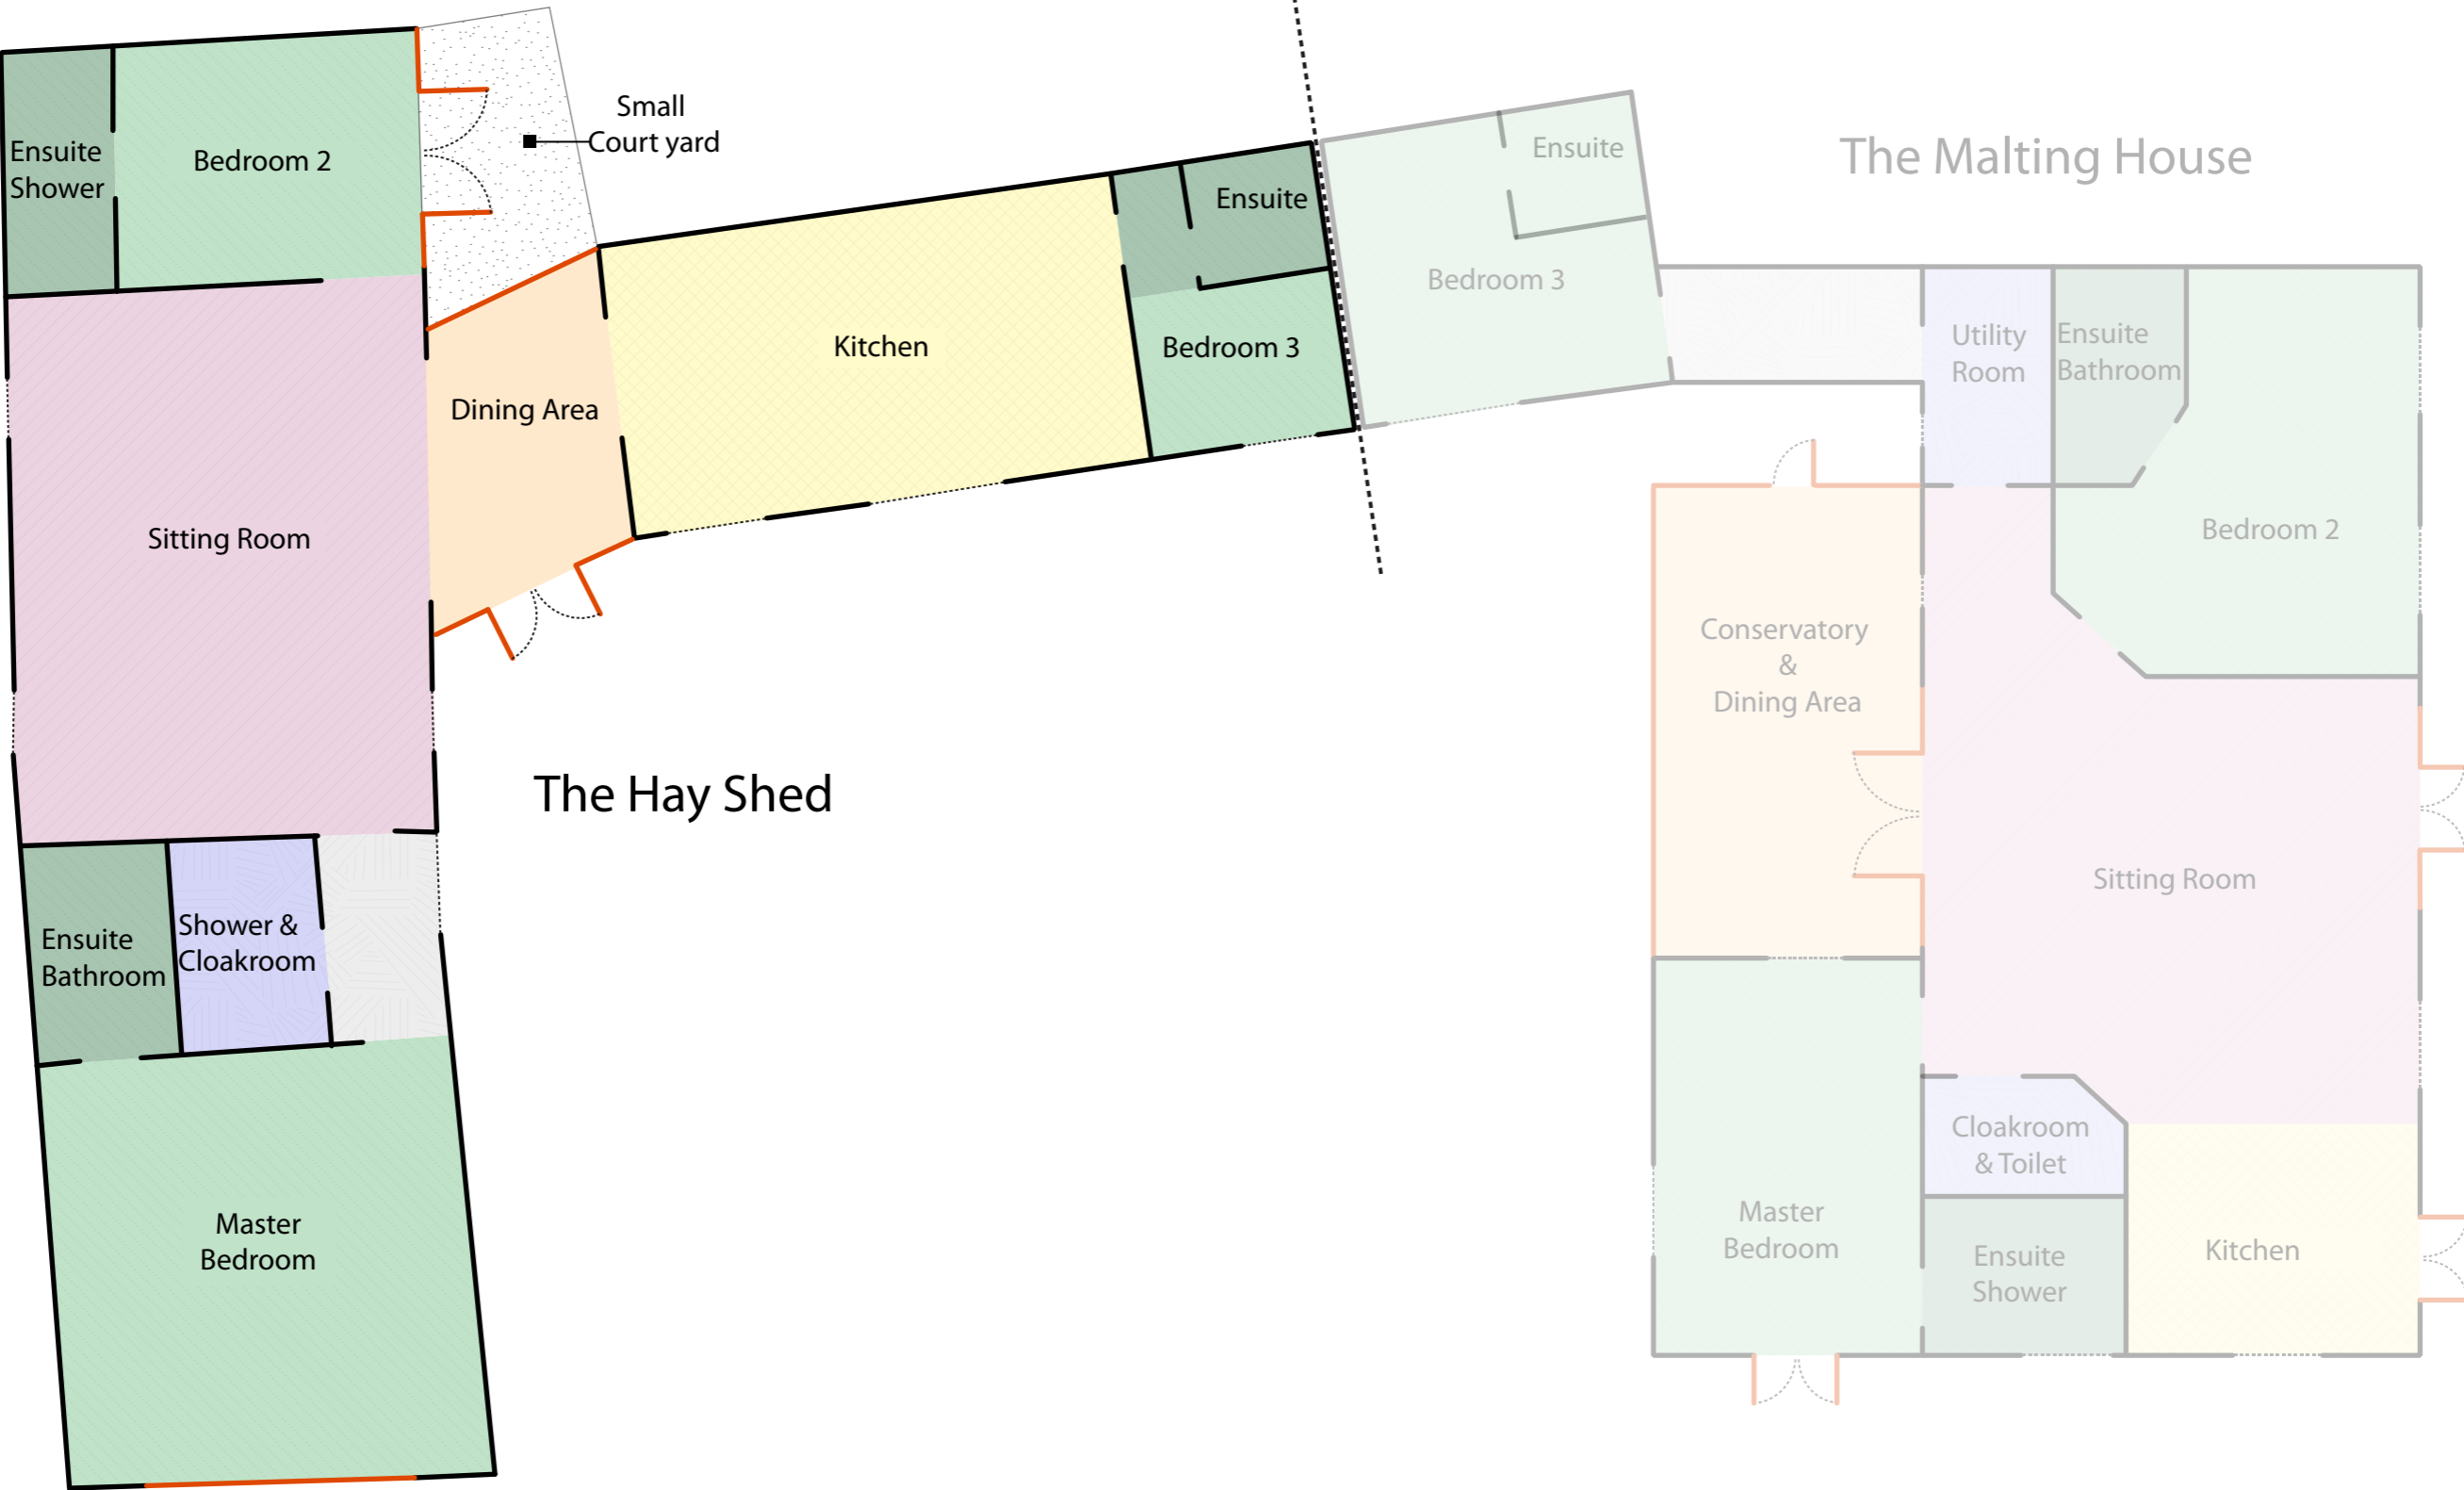 Small
Court yard
Ensuite
Shower
Bedroom 2
Ensuite
Kitchen
Bedroom 3
Dining Area
Sitting Room
The Hay Shed
Ensuite
Bathroom
Shower &
Cloakroom
Master
Bedroom
The Malting House
Ensuite
Bedroom 3
Utility
Room
Ensuite
Bathroom
Bedroom 2
Conservatory
&
Dining Area
Sitting Room
Cloakroom
& Toilet
Master
Bedroom
Ensuite
Shower
Kitchen